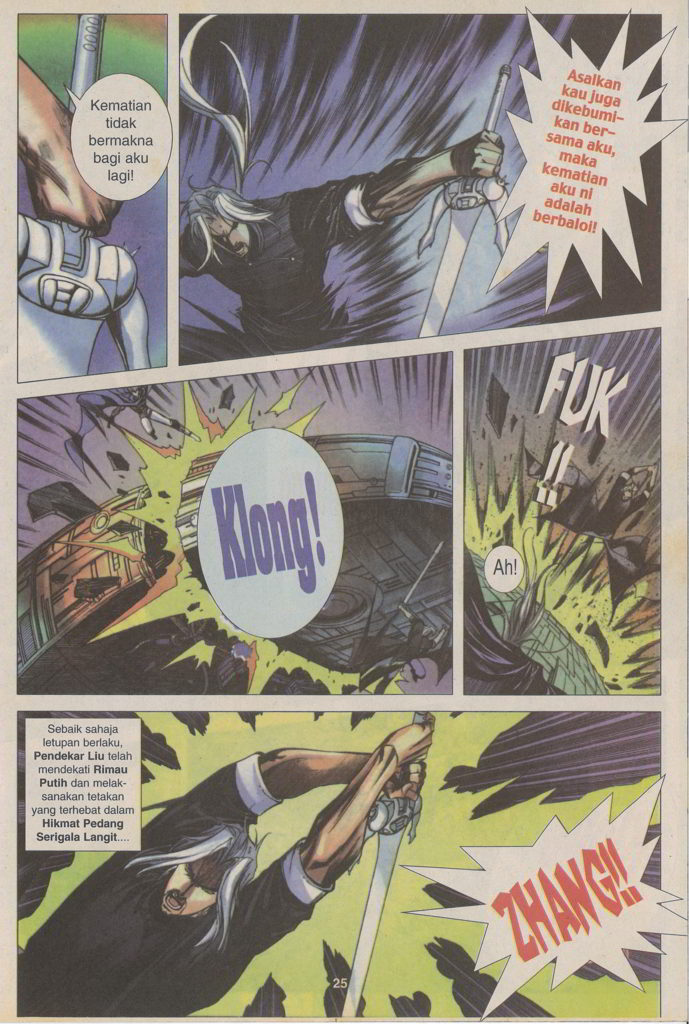 Kematian
tidak
bermakna
bagi aku
lagi!
Asalkan
kau juga
dikebumi-
kan ber-
sama aku,
maka
kematian
aku ni
adalah
berbaloi!
Klong!
FUK
!!
Ah!
Sebaik sahaja
letupan berlaku,
Pendekar Liu telah
mendekati Rimau
Putih dan melak-
sanakan tetakan
yang terhebat dalam
Hikmat Pedang
Serigala Langit....
ZHANG!!
25